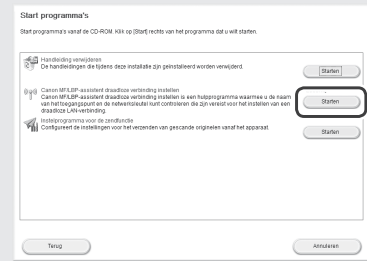 Start programma's
Start programma's vanaf de CD-ROM. Klik op [Start] rechts van het programma dat u wilt starten.
Handleiding verwijderen
De handleidingen die tijdens deze installatie zijn geïnstalleerd worden verwijderd.
Starten
Canon MF/LBP-assistent draadloze verbinding instellen
Canon MF/LBP-assistent draadloze verbinding instellen is een hulpprogramma waarmee u de naam
van het toegangspunt en de netwerksleutel kunt controleren die zijn vereist voor het instellen van een
draadloze LAN-verbinding.
Starten
Instelprogramma voor de zendfunctie
Configureert de instellingen voor het verzenden van gescande originelen vanaf het apparaat.
Starten
Terug
Annuleren